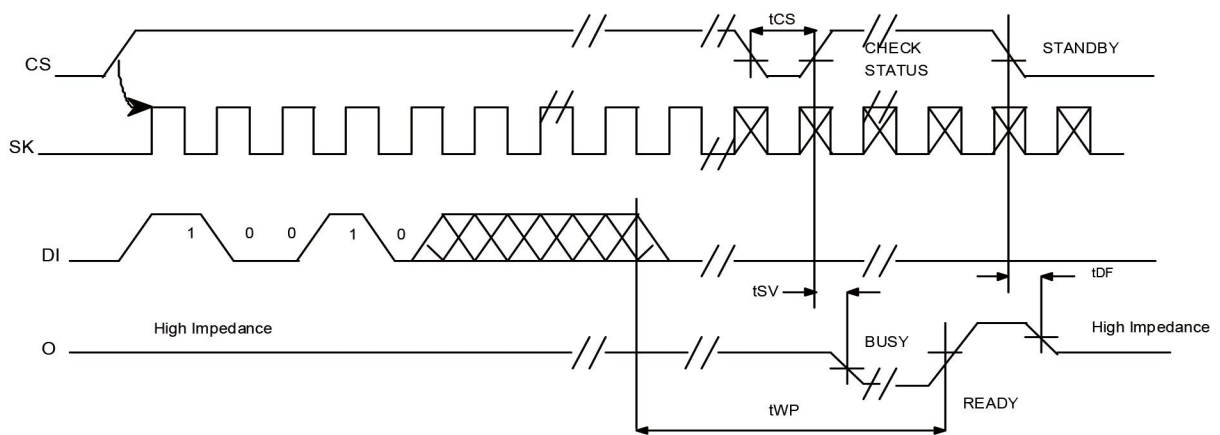 tCS
CS
CHECK
STATUS
STANDBY
SK
1 0 0 1 0
DI
tSV
tDF
High Impedance
High Impedance
O
BUSY
tWP
READY